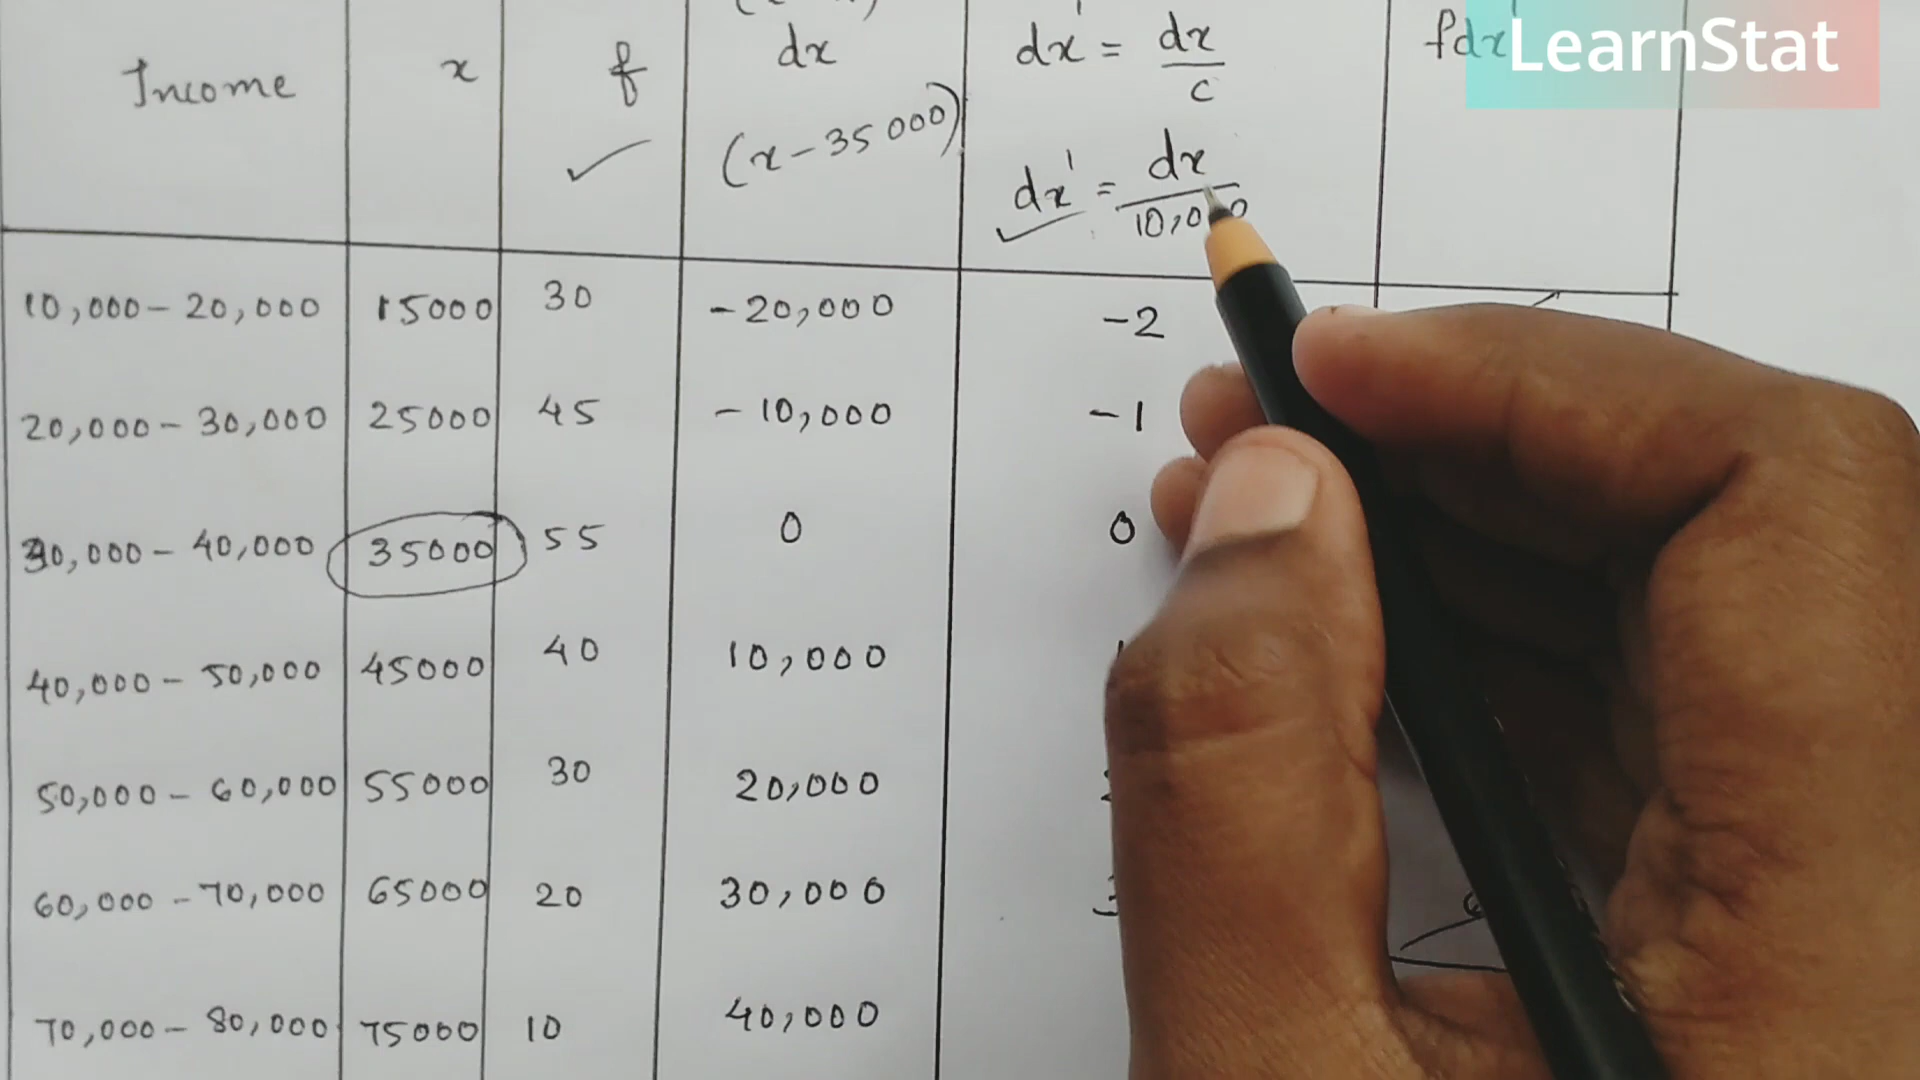 Income x f dx dx' = dx/c fdx' LearnStat
(x-35000) dx' = dx/10,000
10,000-20,000 15000 30 -20,000 -2
20,000-30,000 25000 45 -10,000 -1
30,000-40,000 35000 55 0 0
40,000-50,000 45000 40 10,000
50,000-60,000 55000 30 20,000
60,000-70,000 65000 20 30,000
70,000-80,000 75000 10 40,000